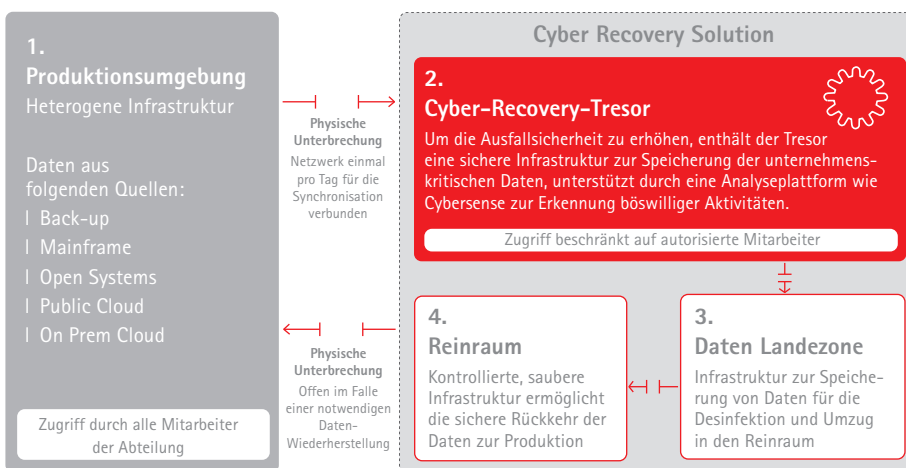 1.
Produktionsumgebung
Heterogene Infrastruktur
Daten aus
folgenden Quellen:
| Back-up
| Mainframe
| Open Systems
| Public Cloud
| On Prem Cloud
Zugriff durch alle Mitarbeiter
der Abteilung
Physische
Unterbrechung
Netzwerk einmal
pro Tag für die
Synchronisation
verbunden
Physische
Unterbrechung
Offen im Falle
einer notwendigen
Daten-
Wiederherstellung
Cyber Recovery Solution
2.
Cyber-Recovery-Tresor
Um die Ausfallsicherheit zu erhöhen, enthält der Tresor
eine sichere Infrastruktur zur Speicherung der unternehmens-
kritischen Daten, unterstützt durch eine Analyseplattform wie
Cybersense zur Erkennung böswilliger Aktivitäten.
Zugriff beschränkt auf autorisierte Mitarbeiter
3.
Daten Landezone
Infrastruktur zur Speiche-
rung von Daten für die
Desinfektion und Umzug
in den Reinraum
4.
Reinraum
Kontrollierte, saubere
Infrastruktur ermöglicht
die sichere Rückkehr der
Daten zur Produktion